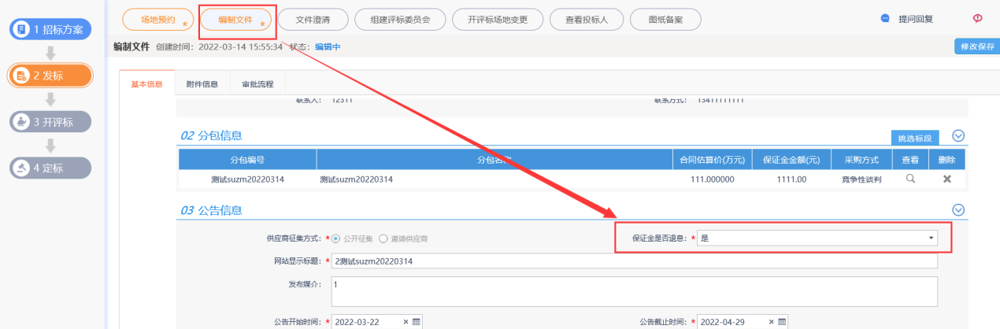 场地预约 编制文件 文件澄清 组建评标委员会 开评标场地变更 查看投标人 图纸备案 提问回复
1 招标方案
编制文件 创建时间：2022-03-14 15:55:34 状态：编辑中 修改保存
2 发标
基本信息 附件信息 审批流程
联系人： 12311 联系方式： 13411111111
3 开评标
02 分包信息 挑选标段
分包编号 分包名称 合同估算价(万元) 保证金金额(元) 采购方式 查看 删除
4 定标
测试suzm20220314 测试suzm20220314 111.000000 1111.00 竞争性谈判
03 公告信息
供应商征集方式：* 公开征集 邀请供应商 保证金是否退息：* 是
网站显示标题：* 2测试suzm20220314
发布媒介： 1
公告开始时间：* 2022-03-22 公告截止时间：* 2022-04-29